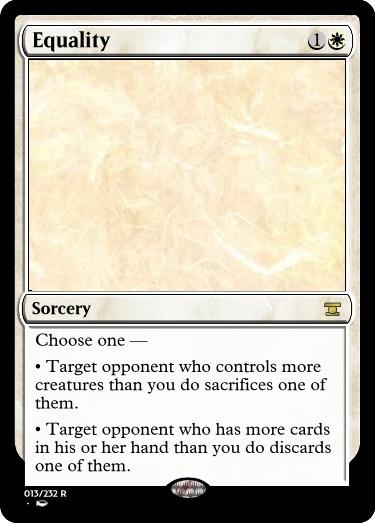 Equality 1
Sorcery
Choose one —
• Target opponent who controls more
creatures than you do sacrifices one of
them.
• Target opponent who has more cards
in his or her hand than you do discards
one of them.
013/232 R